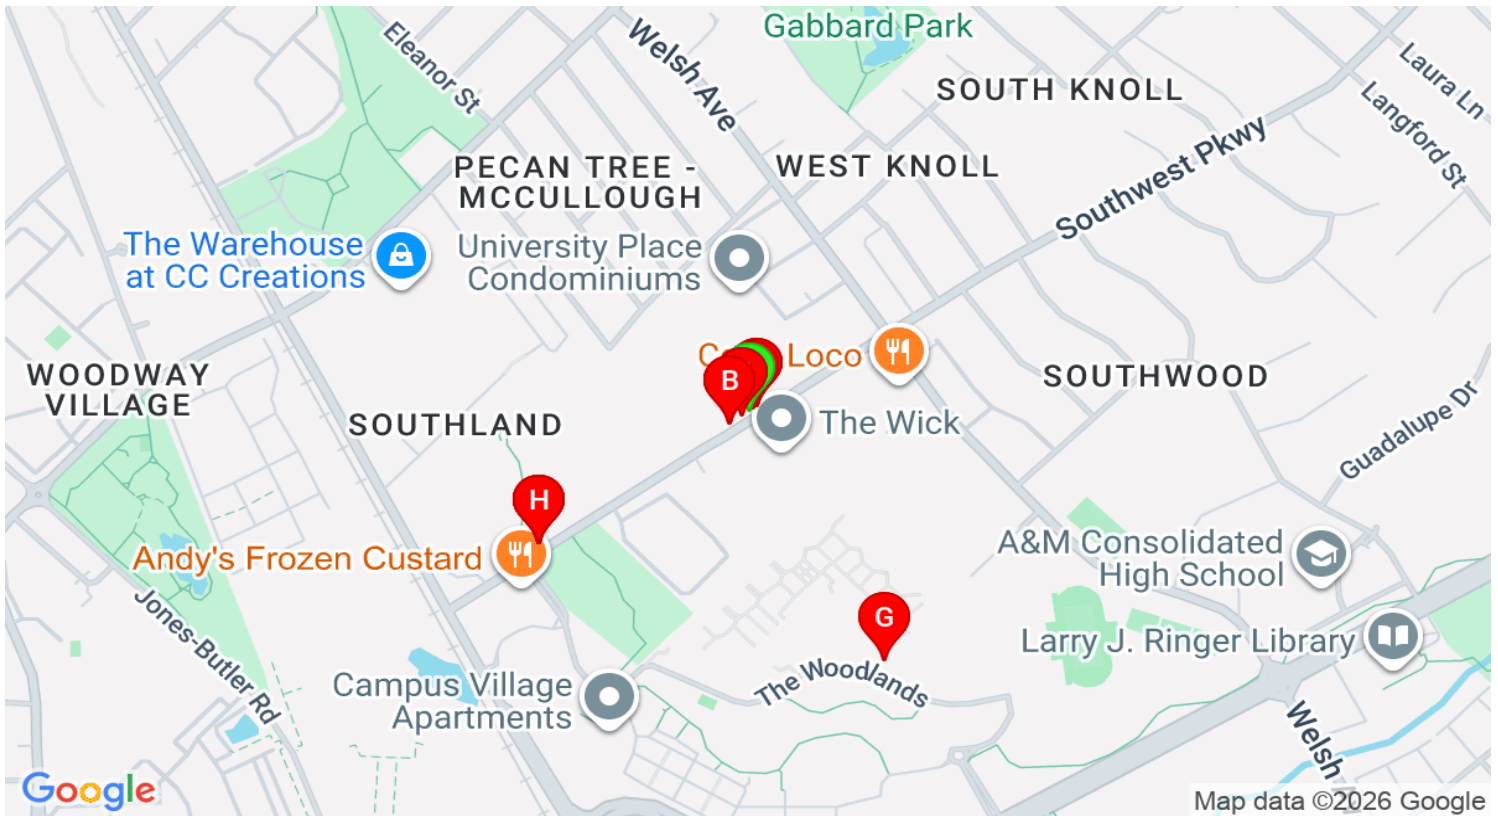 Gabbard Park
Eleanor St
Welsh Ave
Laura Ln
Langford St
SOUTH KNOLL
Southwest Pkwy
PECAN TREE -
MCCULLOUGH
WEST KNOLL
The Warehouse
at CC Creations
University Place
Condominiums
Loco
WOODWAY
VILLAGE
B
SOUTHWOOD
Guadalupe Dr
SOUTHLAND
The Wick
H
Andy's Frozen Custard
A&M Consolidated
High School
Jones-Butler Rd
G
Larry J. Ringer Library
The Woodlands
Campus Village
Apartments
Welsh
Google
Map data ©2026 Google